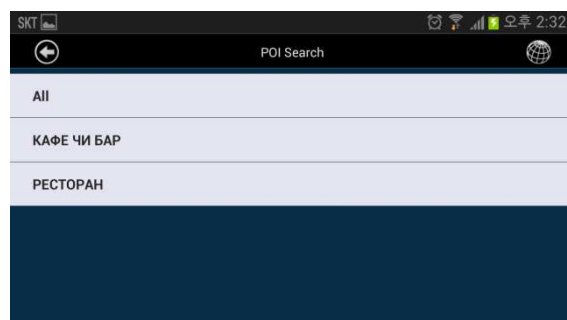 SKT 오후 2:32
POI Search
All
КАФЕ ЧИ БАР
РЕСТОРАН